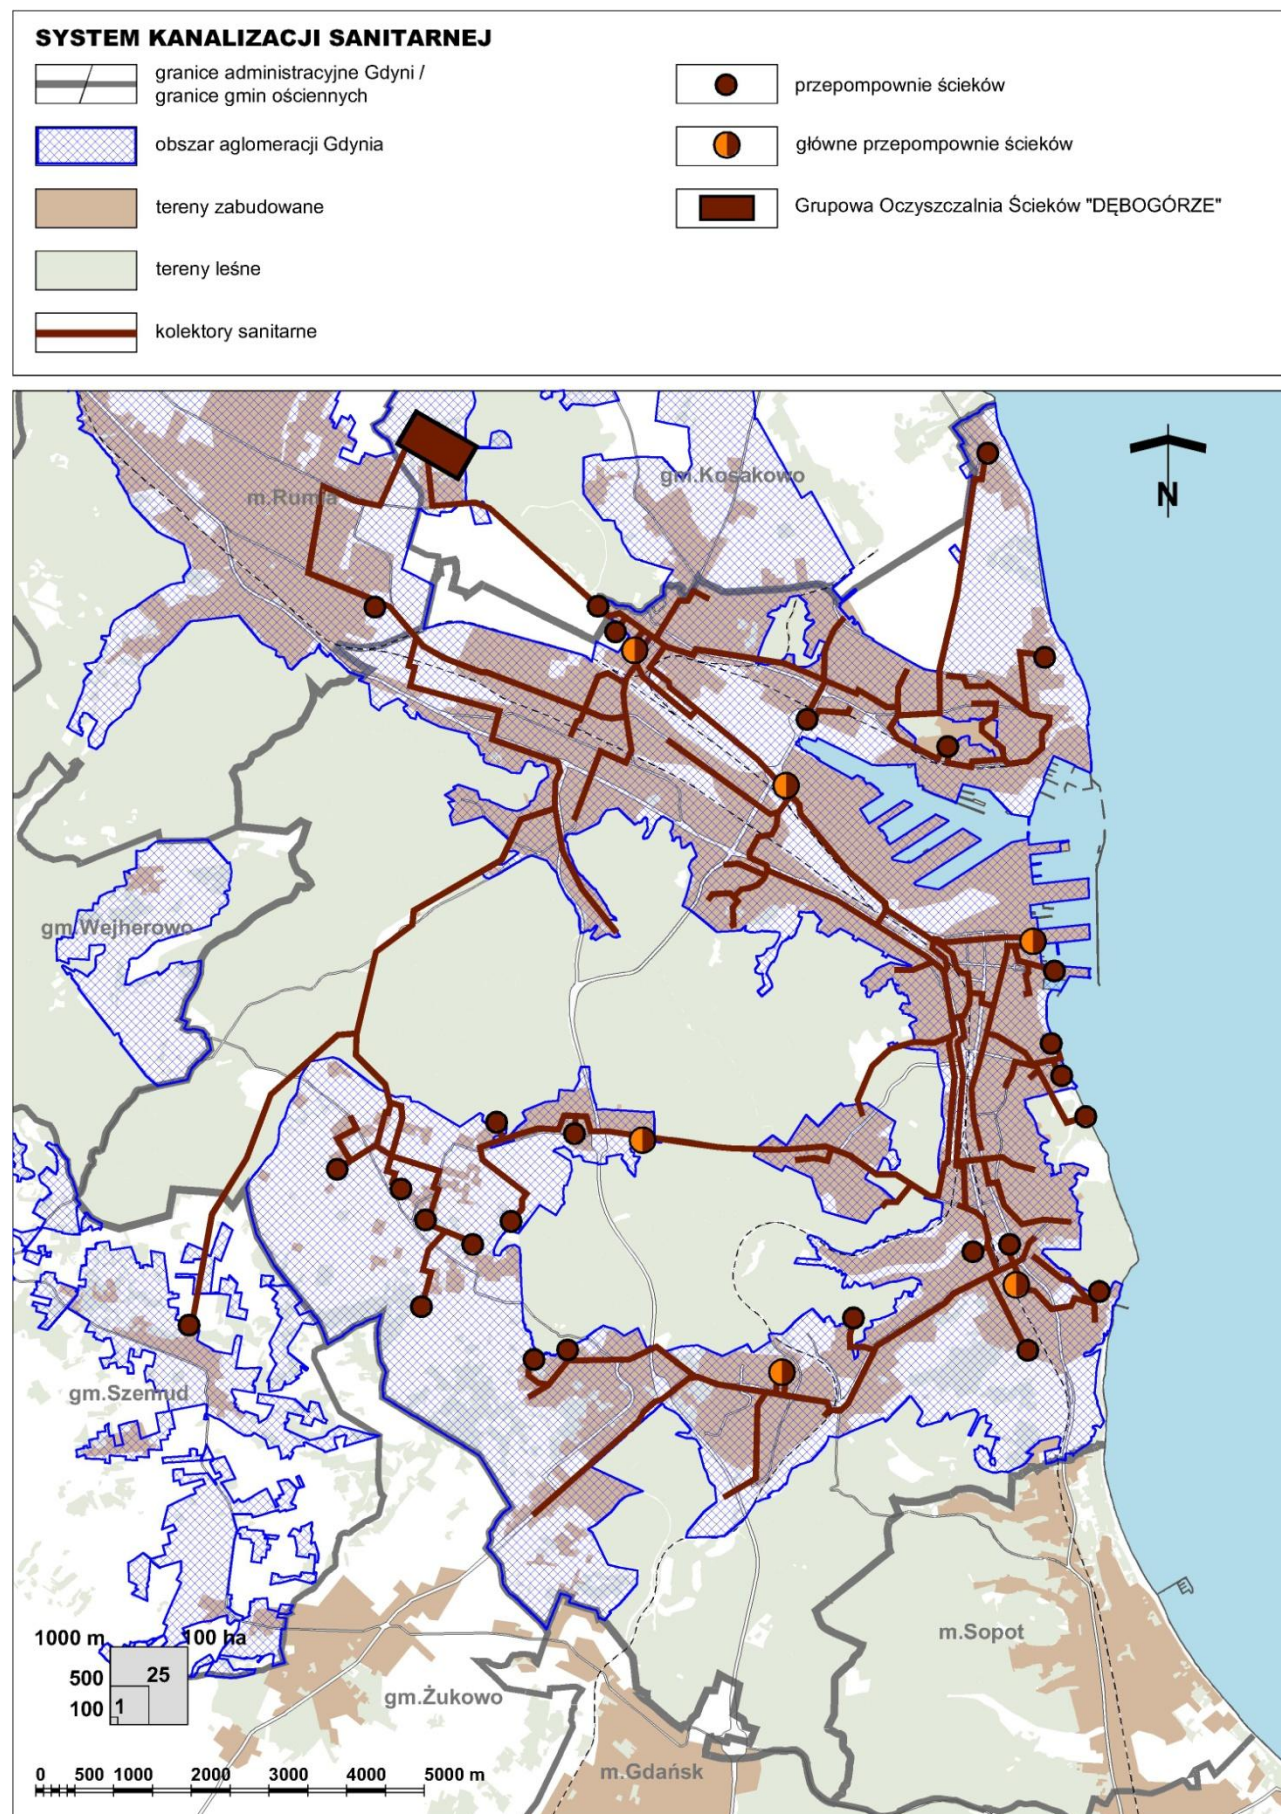 SYSTEM KANALIZACJI SANITARNEJ
granice administracyjne Gdyni /
granice gmin ościennych
obszar aglomeracji Gdynia
tereny zabudowane
tereny leśne
kolektory sanitarne
przepompownie ścieków
główne przepompownie ścieków
Grupowa Oczyszczalnia Ścieków "DĘBOGÓRZE"
m.Rumia
gm.Kosakowo
N
gm.Wejherowo
gm.Szemud
m.Sopot
gm.Żukowo
m.Gdańsk
1000 m 100 ha
500 25
100 1
0 500 1000 2000 3000 4000 5000 m